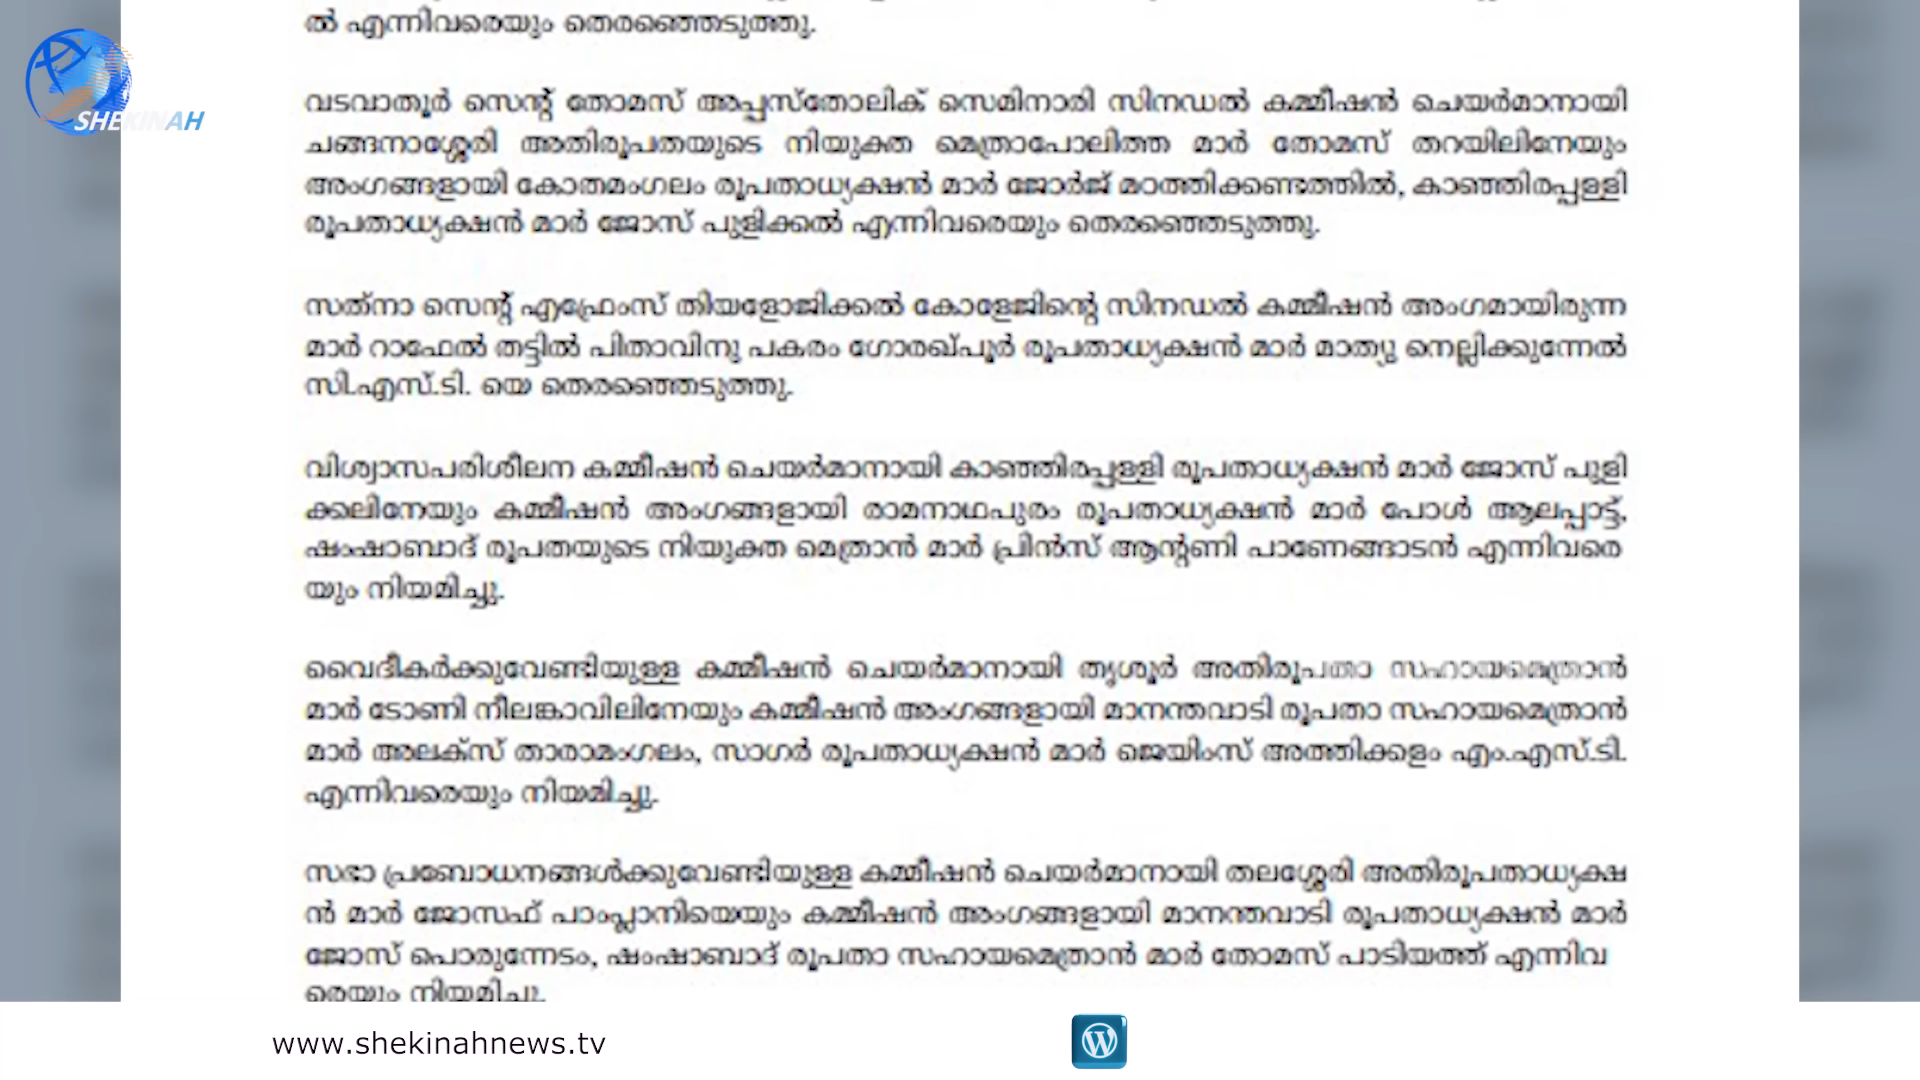 ൽ എന്നിവരെയും തെരഞ്ഞെടുത്തു.
SHEKINAH
വടവാതൂർ സെന്റ് തോമസ് അപ്പസ്തോലിക് സെമിനാരി സിനഡൽ കമ്മീഷൻ ചെയർമാനായി
ചങ്ങനാശ്ശേരി അതിരൂപതയുടെ നിയുക്ത മെത്രാപോലിത്ത മാർ തോമസ് തറയിലിനേയും
അംഗങ്ങളായി കോതമംഗലം രൂപതാധ്യക്ഷൻ മാർ ജോർജ് മഠത്തിക്കണ്ടത്തിൽ, കാഞ്ഞിരപ്പള്ളി
രൂപതാധ്യക്ഷൻ മാർ ജോസ് പുളിക്കൽ എന്നിവരെയും തെരഞ്ഞെടുത്തു.
സത്നാ സെന്റ് എഫ്രേംസ് തിയളോജിക്കൽ കോളേജിന്റെ സിനഡൽ കമ്മീഷൻ അംഗമായിരുന്ന
മാർ റാഫേൽ തട്ടിൽ പിതാവിനു പകരം ഗോരഖ്പൂർ രൂപതാധ്യക്ഷൻ മാർ മാത്യു നെല്ലിക്കുന്നേൽ
സി.എസ്.ടി. യെ തെരഞ്ഞെടുത്തു.
വിശ്വാസപരിശീലന കമ്മീഷൻ ചെയർമാനായി കാഞ്ഞിരപ്പള്ളി രൂപതാധ്യക്ഷൻ മാർ ജോസ് പുളി
ക്കലിനേയും കമ്മീഷൻ അംഗങ്ങളായി രാമനാഥപുരം രൂപതാധ്യക്ഷൻ മാർ പോൾ ആലപ്പാട്ട്,
ഷംഷാബാദ് രൂപതയുടെ നിയുക്ത മെത്രാൻ മാർ പ്രിൻസ് ആന്റണി പാണേങ്ങാടൻ എന്നിവരെ
യും നിയമിച്ചു.
വൈദീകർക്കുവേണ്ടിയുള്ള കമ്മീഷൻ ചെയർമാനായി തൃശൂർ അതിരൂപതാ സഹായമെത്രാൻ
മാർ ടോണി നീലങ്കാവിലിനേയും കമ്മീഷൻ അംഗങ്ങളായി മാനന്തവാടി രൂപതാ സഹായമെത്രാൻ
മാർ അലക്സ് താരാമംഗലം, സാഗർ രൂപതാധ്യക്ഷൻ മാർ ജെയിംസ് അത്തിക്കളം എം.എസ്.ടി.
എന്നിവരെയും നിയമിച്ചു.
സഭാ പ്രബോധനങ്ങൾക്കുവേണ്ടിയുള്ള കമ്മീഷൻ ചെയർമാനായി തലശ്ശേരി അതിരൂപതാധ്യക്ഷ
ൻ മാർ ജോസഫ് പാംപ്ലാനിയെയും കമ്മീഷൻ അംഗങ്ങളായി മാനന്തവാടി രൂപതാധ്യക്ഷൻ മാർ
ജോസ് പൊരുന്നേടം, ഷംഷാബാദ് രൂപതാ സഹായമെത്രാൻ മാർ തോമസ് പാടിയത്ത് എന്നിവ
രെയും നിയമിച്ചു.
www.shekinahnews.tv